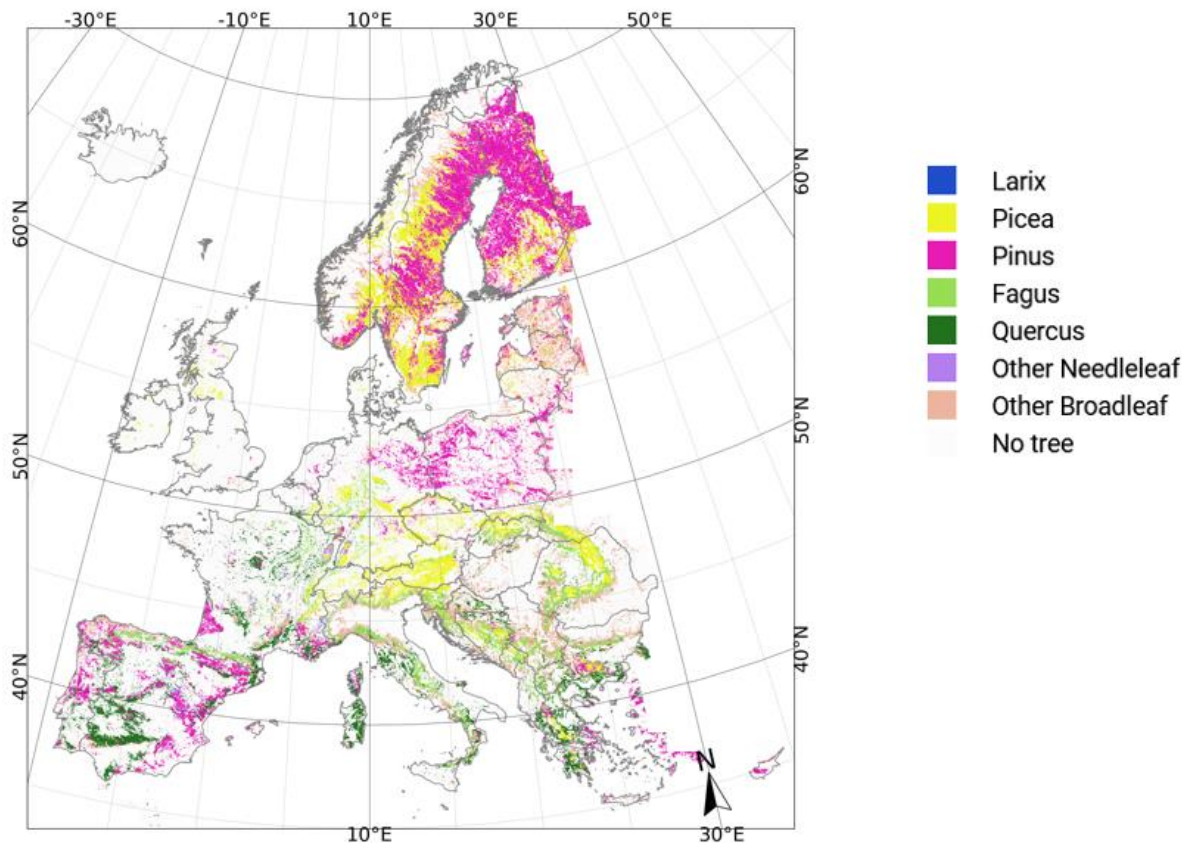 -30°E -10°E 10°E 30°E 50°E
60°N
50°N
40°N
60°N
50°N
40°N
10°E 30°E
N
Larix
Picea
Pinus
Fagus
Quercus
Other Needleleaf
Other Broadleaf
No tree